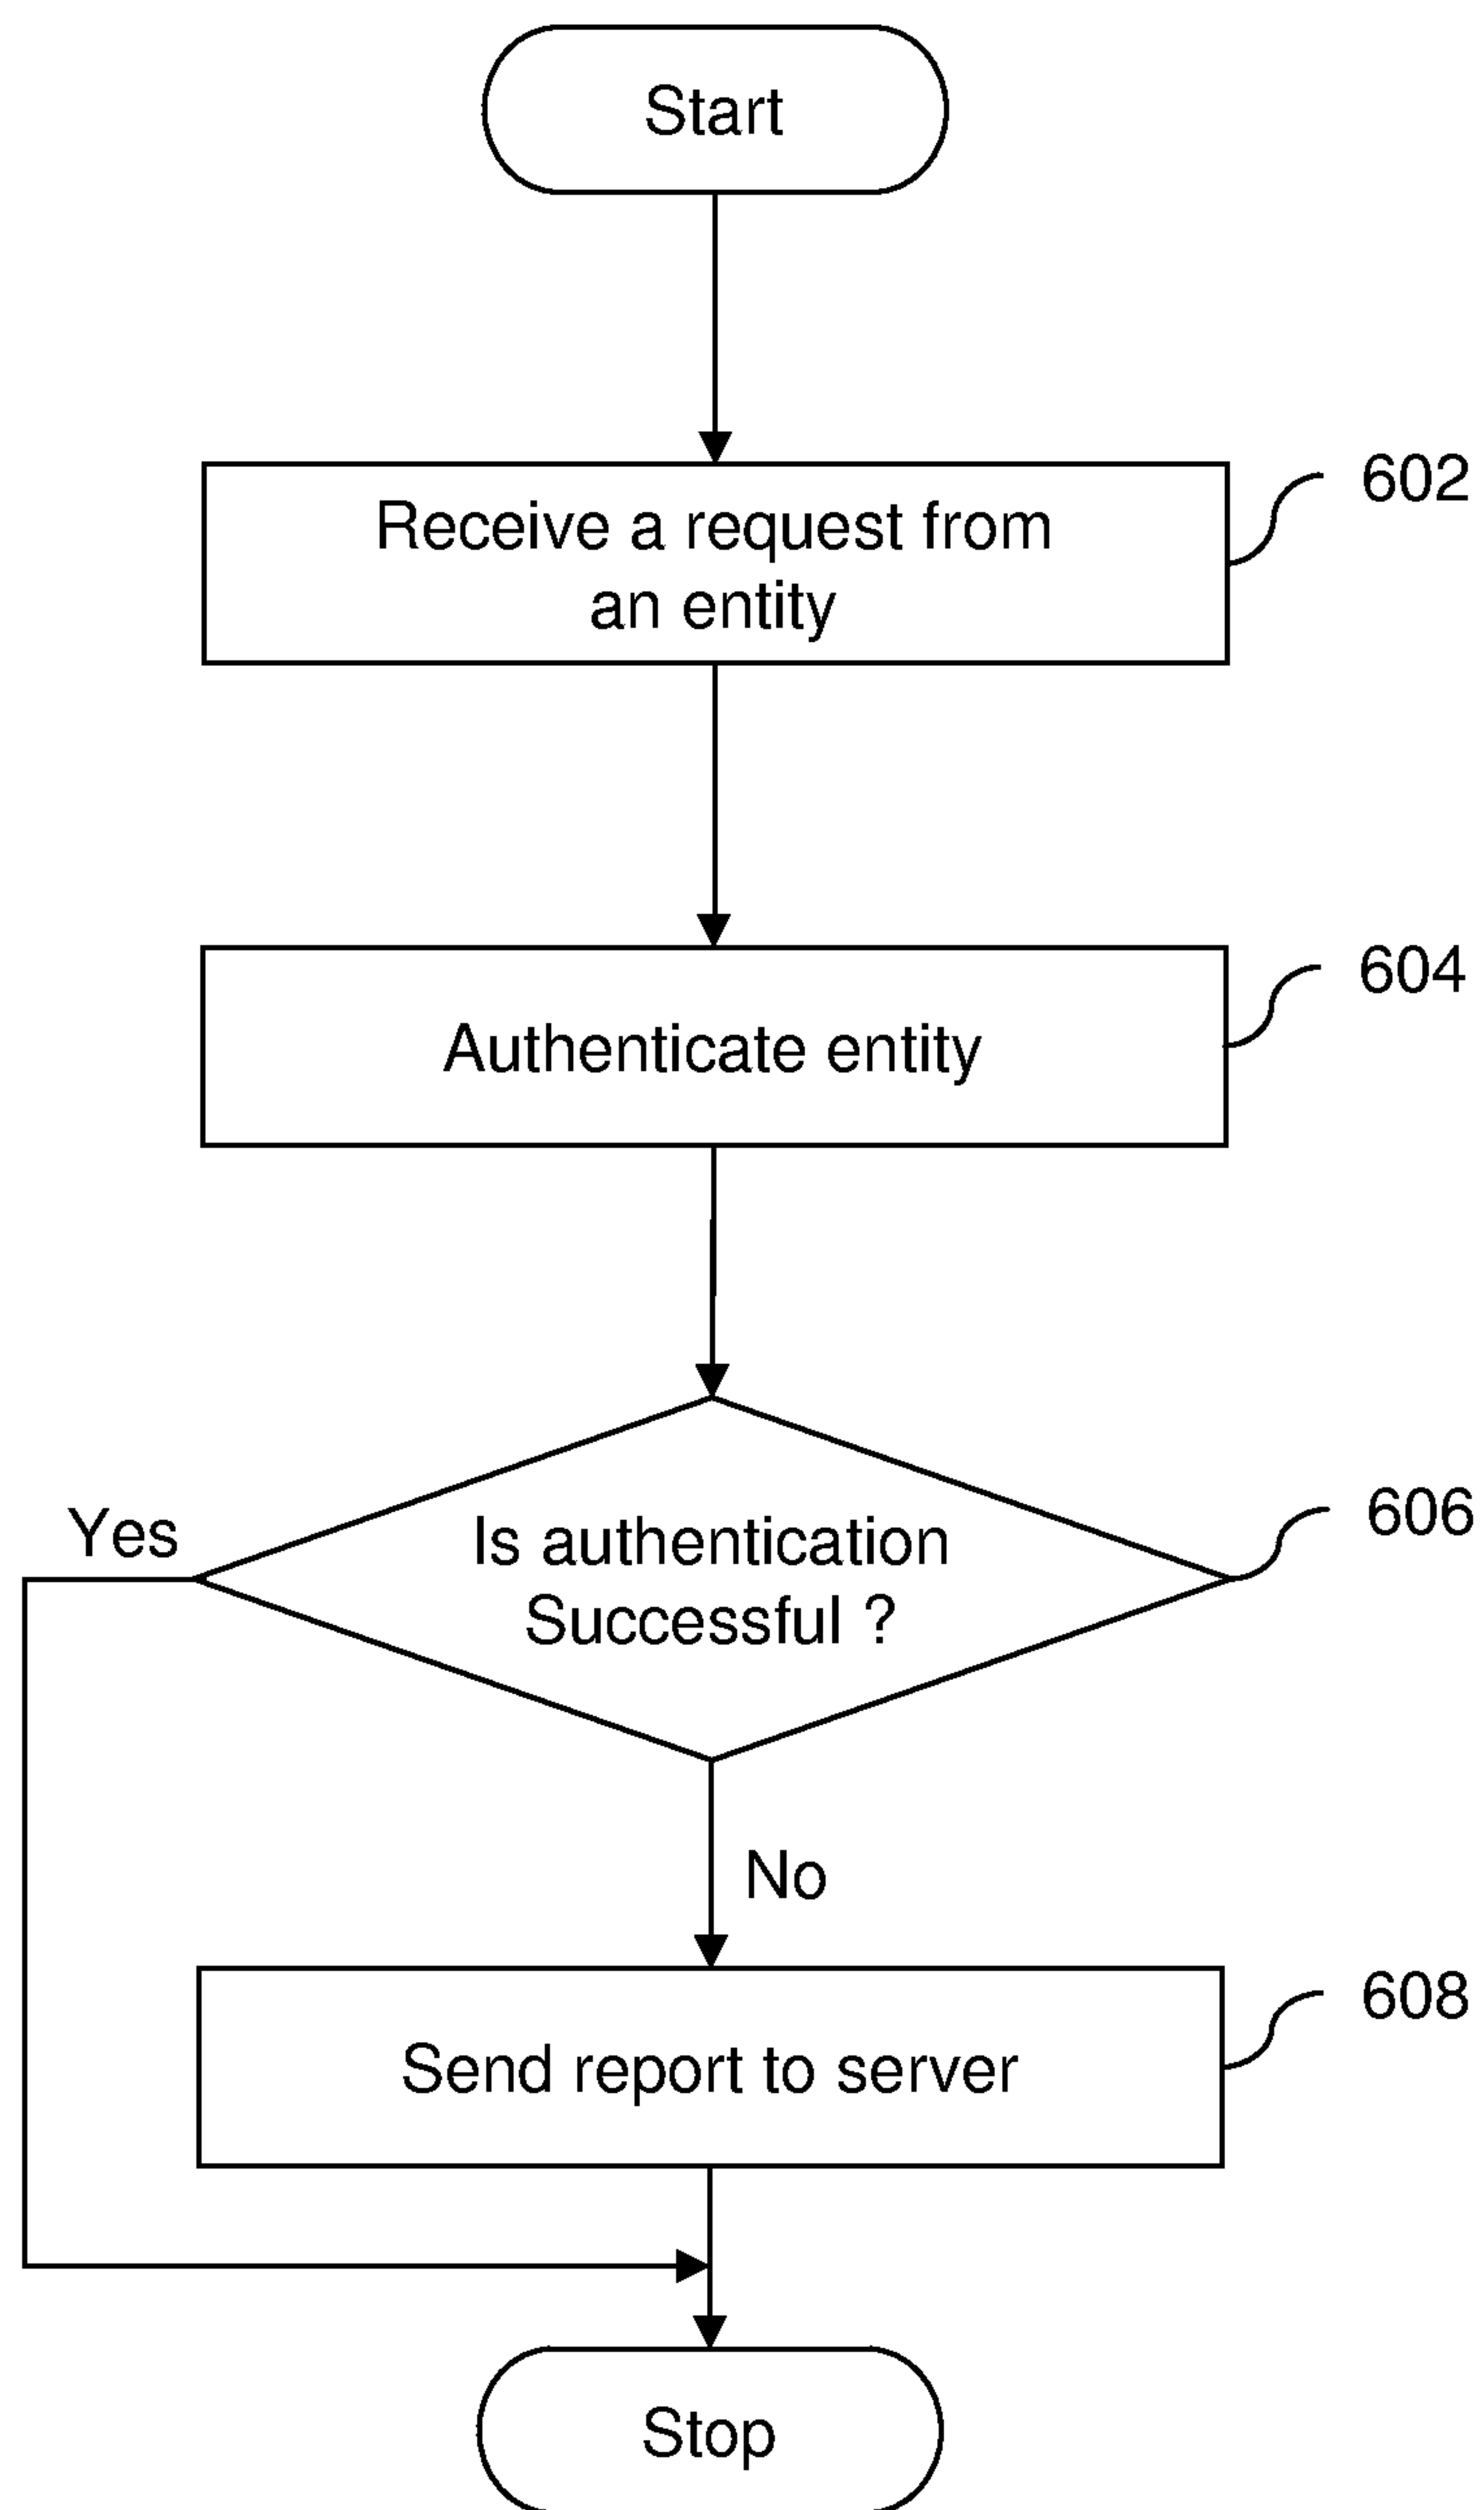 Start
602
Receive a request from
an entity
604
Authenticate entity
606
Yes
Is authentication
Successful ?
No
608
Send report to server
Stop